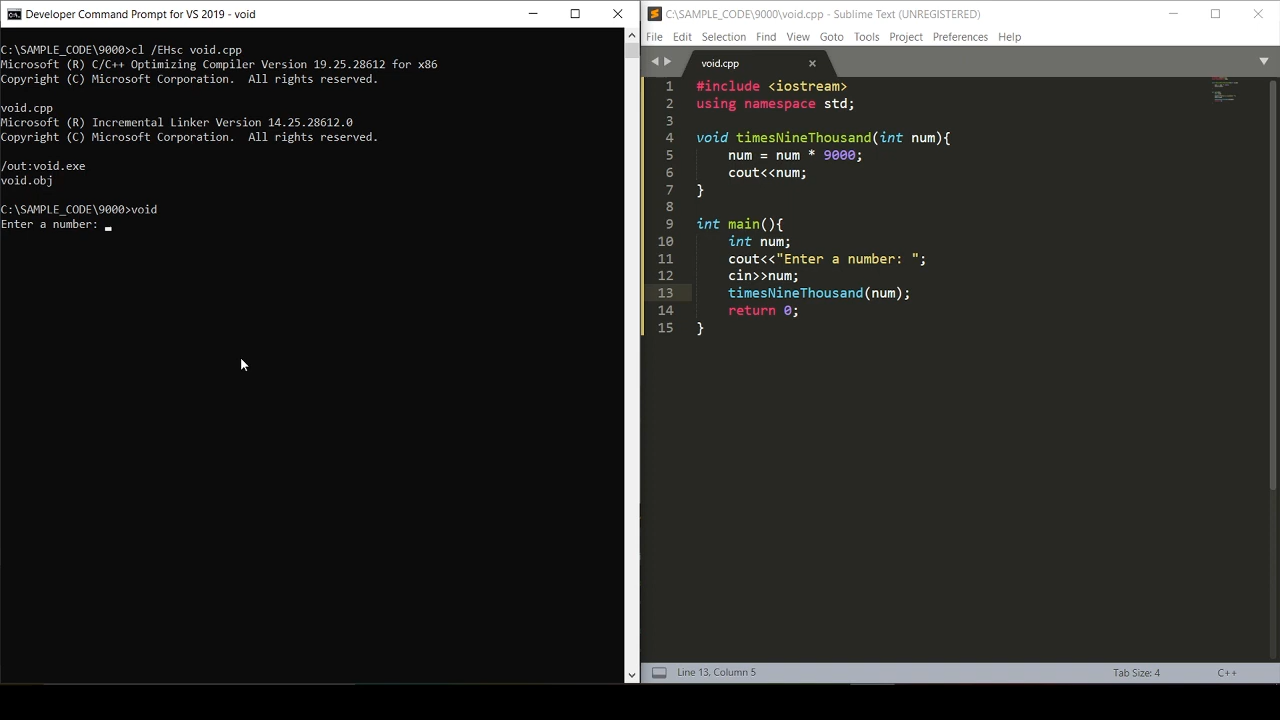 Developer Command Prompt for VS 2019 - void
C:\SAMPLE_CODE\9000>cl /EHsc void.cpp
Microsoft (R) C/C++ Optimizing Compiler Version 19.25.28612 for x86
Copyright (C) Microsoft Corporation.  All rights reserved.
void.cpp
Microsoft (R) Incremental Linker Version 14.25.28612.0
Copyright (C) Microsoft Corporation.  All rights reserved.
/out:void.exe
void.obj
C:\SAMPLE_CODE\9000>void
Enter a number:
C:\SAMPLE_CODE\9000\void.cpp - Sublime Text (UNREGISTERED)
File Edit Selection Find View Goto Tools Project Preferences Help
void.cpp
1 #include <iostream>
2 using namespace std;
3
4 void timesNineThousand(int num){
5     num = num * 9000;
6     cout<<num;
7 }
8
9 int main(){
10     int num;
11     cout<<"Enter a number: ";
12     cin>>num;
13     timesNineThousand(num);
14     return 0;
15 }
Line 13, Column 5
Tab Size: 4
C++